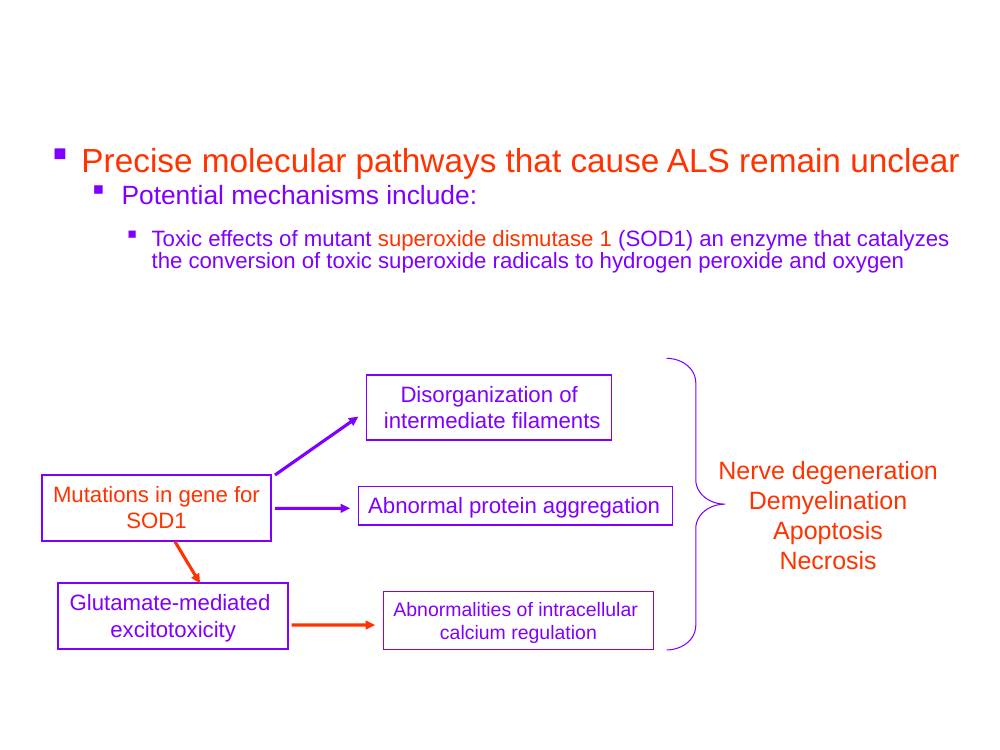 Precise molecular pathways that cause ALS remain unclear
Potential mechanisms include:
Toxic effects of mutant superoxide dismutase 1 (SOD1) an enzyme that catalyzes
the conversion of toxic superoxide radicals to hydrogen peroxide and oxygen
Disorganization of
intermediate filaments
Mutations in gene for
SOD1
Abnormal protein aggregation
Glutamate-mediated
excitotoxicity
Abnormalities of intracellular
calcium regulation
Nerve degeneration
Demyelination
Apoptosis
Necrosis